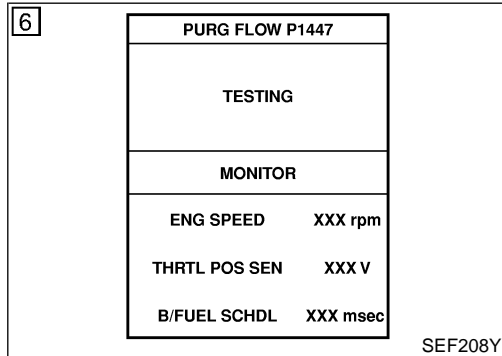 6
PURG FLOW P1447
TESTING
MONITOR
ENG SPEED XXX rpm
THRTL POS SEN XXX V
B/FUEL SCHDL XXX msec
SEF208Y